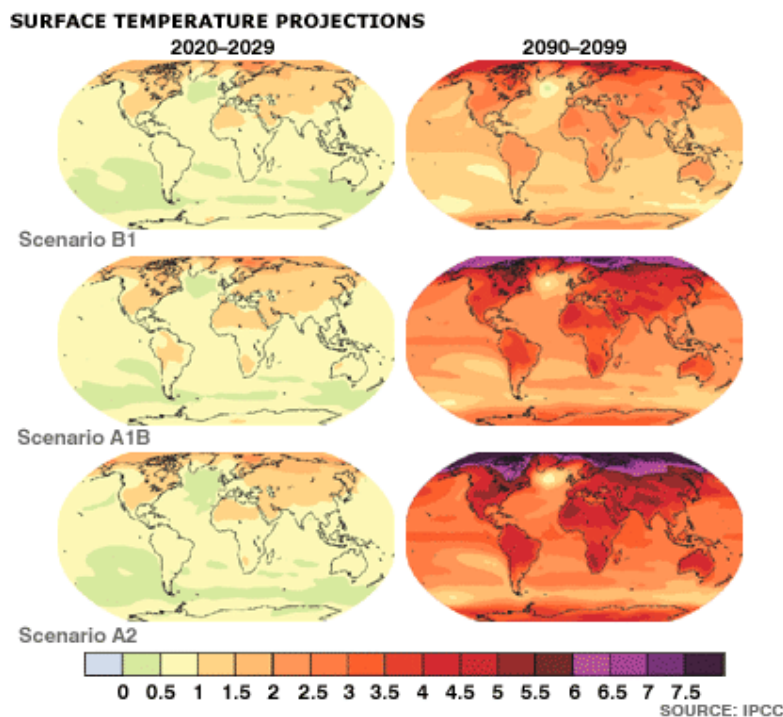 SURFACE TEMPERATURE PROJECTIONS
2020–2029 2090–2099
Scenario B1
Scenario A1B
Scenario A2
0 0.5 1 1.5 2 2.5 3 3.5 4 4.5 5 5.5 6 6.5 7 7.5
SOURCE: IPCC